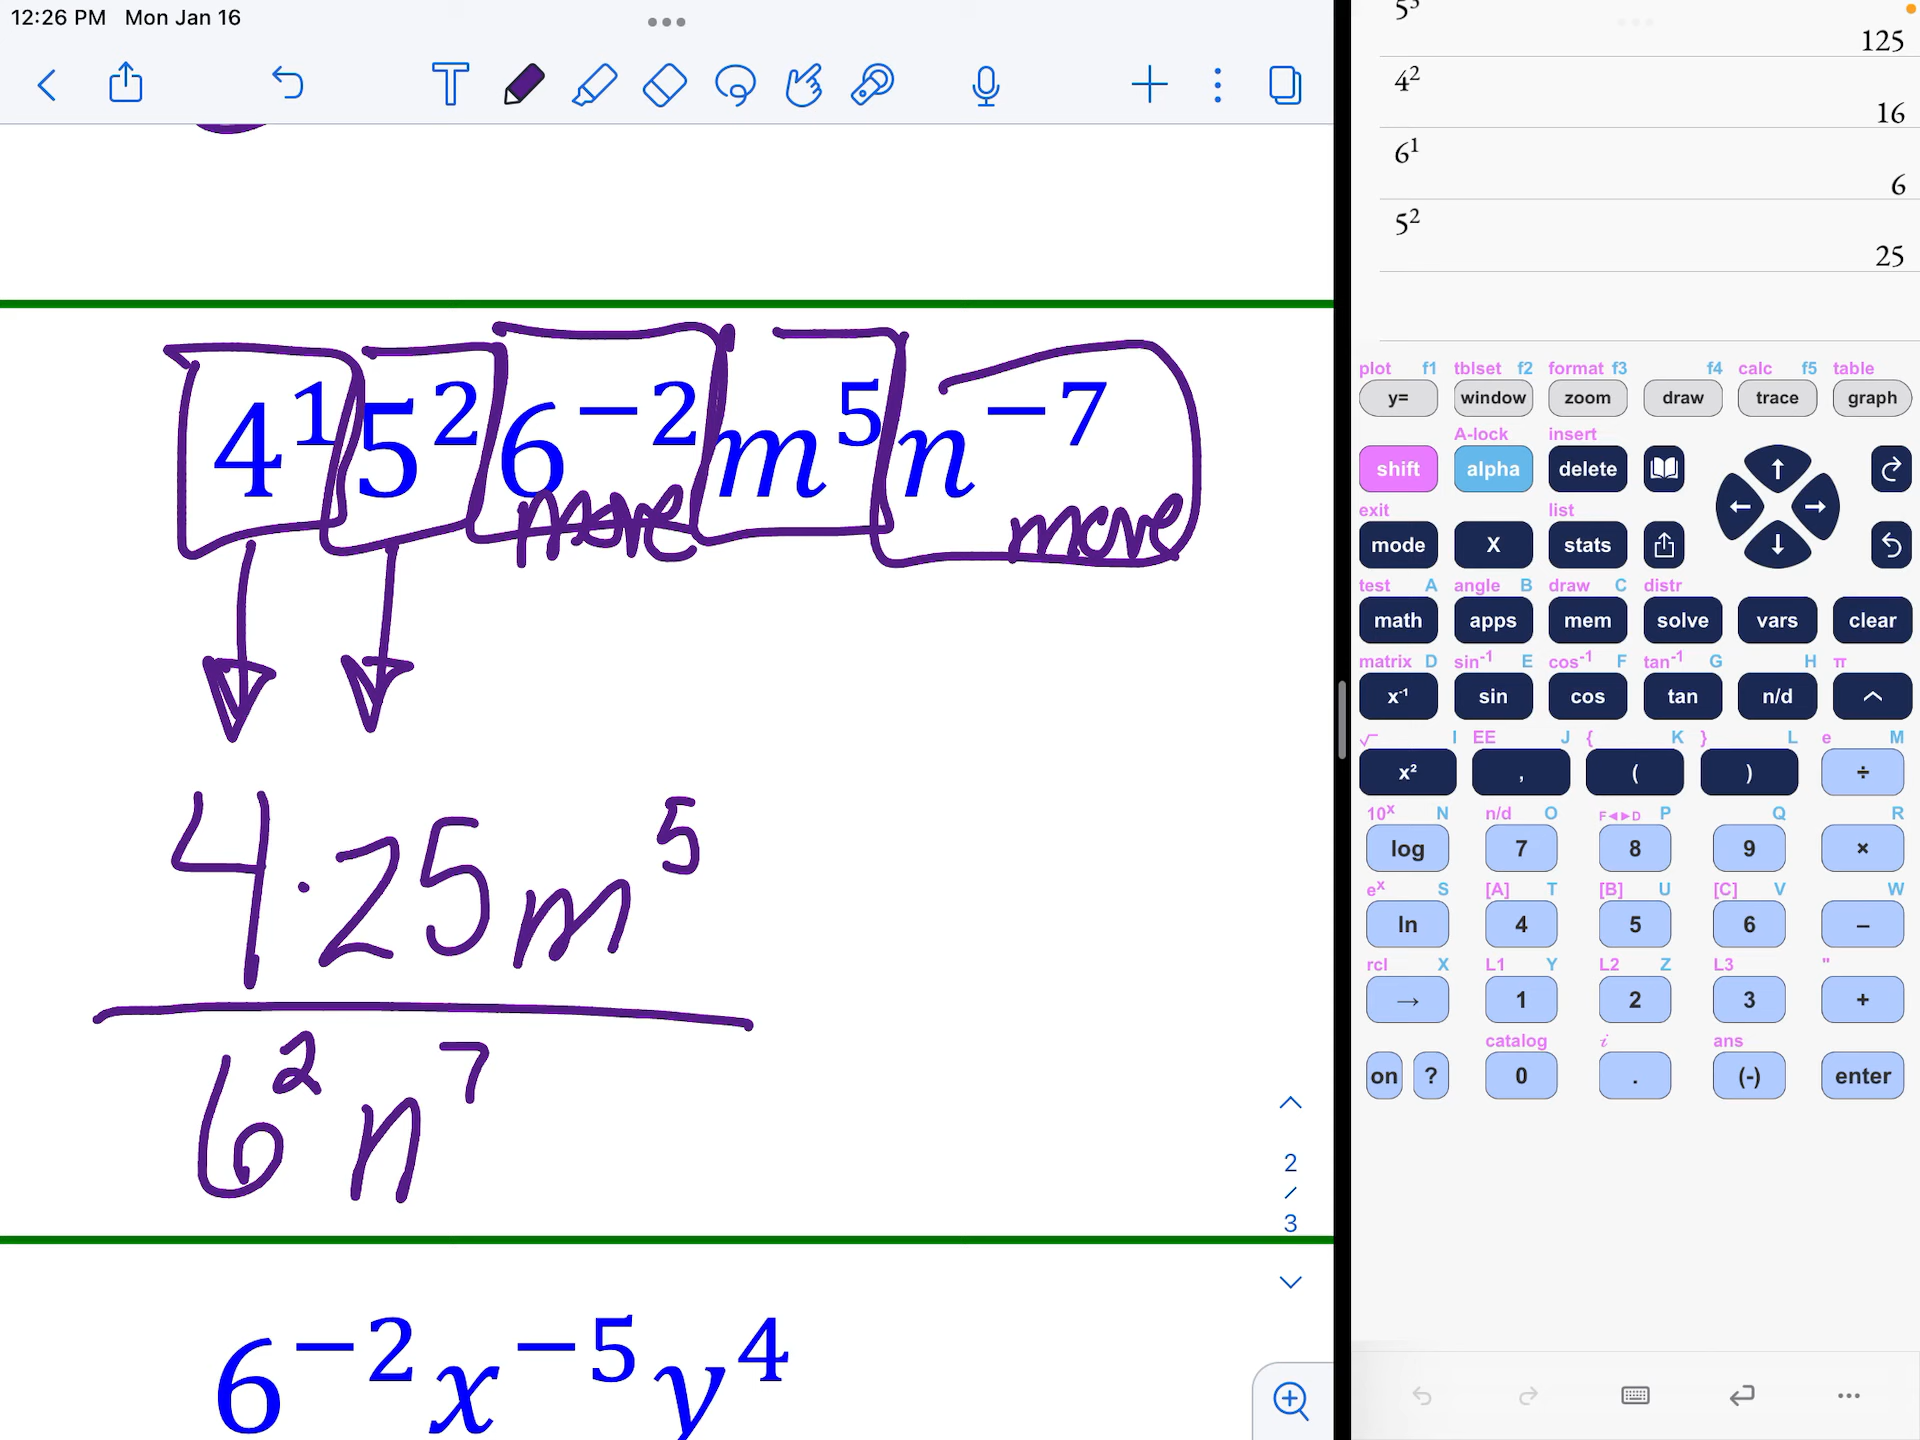 12:26 PM Mon Jan 16
T
4¹5²6⁻²m⁵n⁻⁷
move move
4·25m⁵
6²n⁷
2
/
3
6⁻²x⁻⁵y⁴
5³
125
4²
16
6¹
6
5²
25
plot f1 tblset f2 format f3 f4 calc f5 table
y= window zoom draw trace graph
A-lock insert
shift alpha delete
exit list
mode X stats
test A angle B draw C distr
math apps mem solve vars clear
matrix D sin⁻¹ E cos⁻¹ F tan⁻¹ G H π
x⁻¹ sin cos tan n/d ^
√ I EE J { K } L e M
x² , ( ) ÷
10ˣ N n/d O F◄►D P Q R
log 7 8 9 ×
eˣ S [A] T [B] U [C] V W
ln 4 5 6 –
rcl X L1 Y L2 Z L3 "
→ 1 2 3 +
catalog i ans
on ? 0 . (-) enter